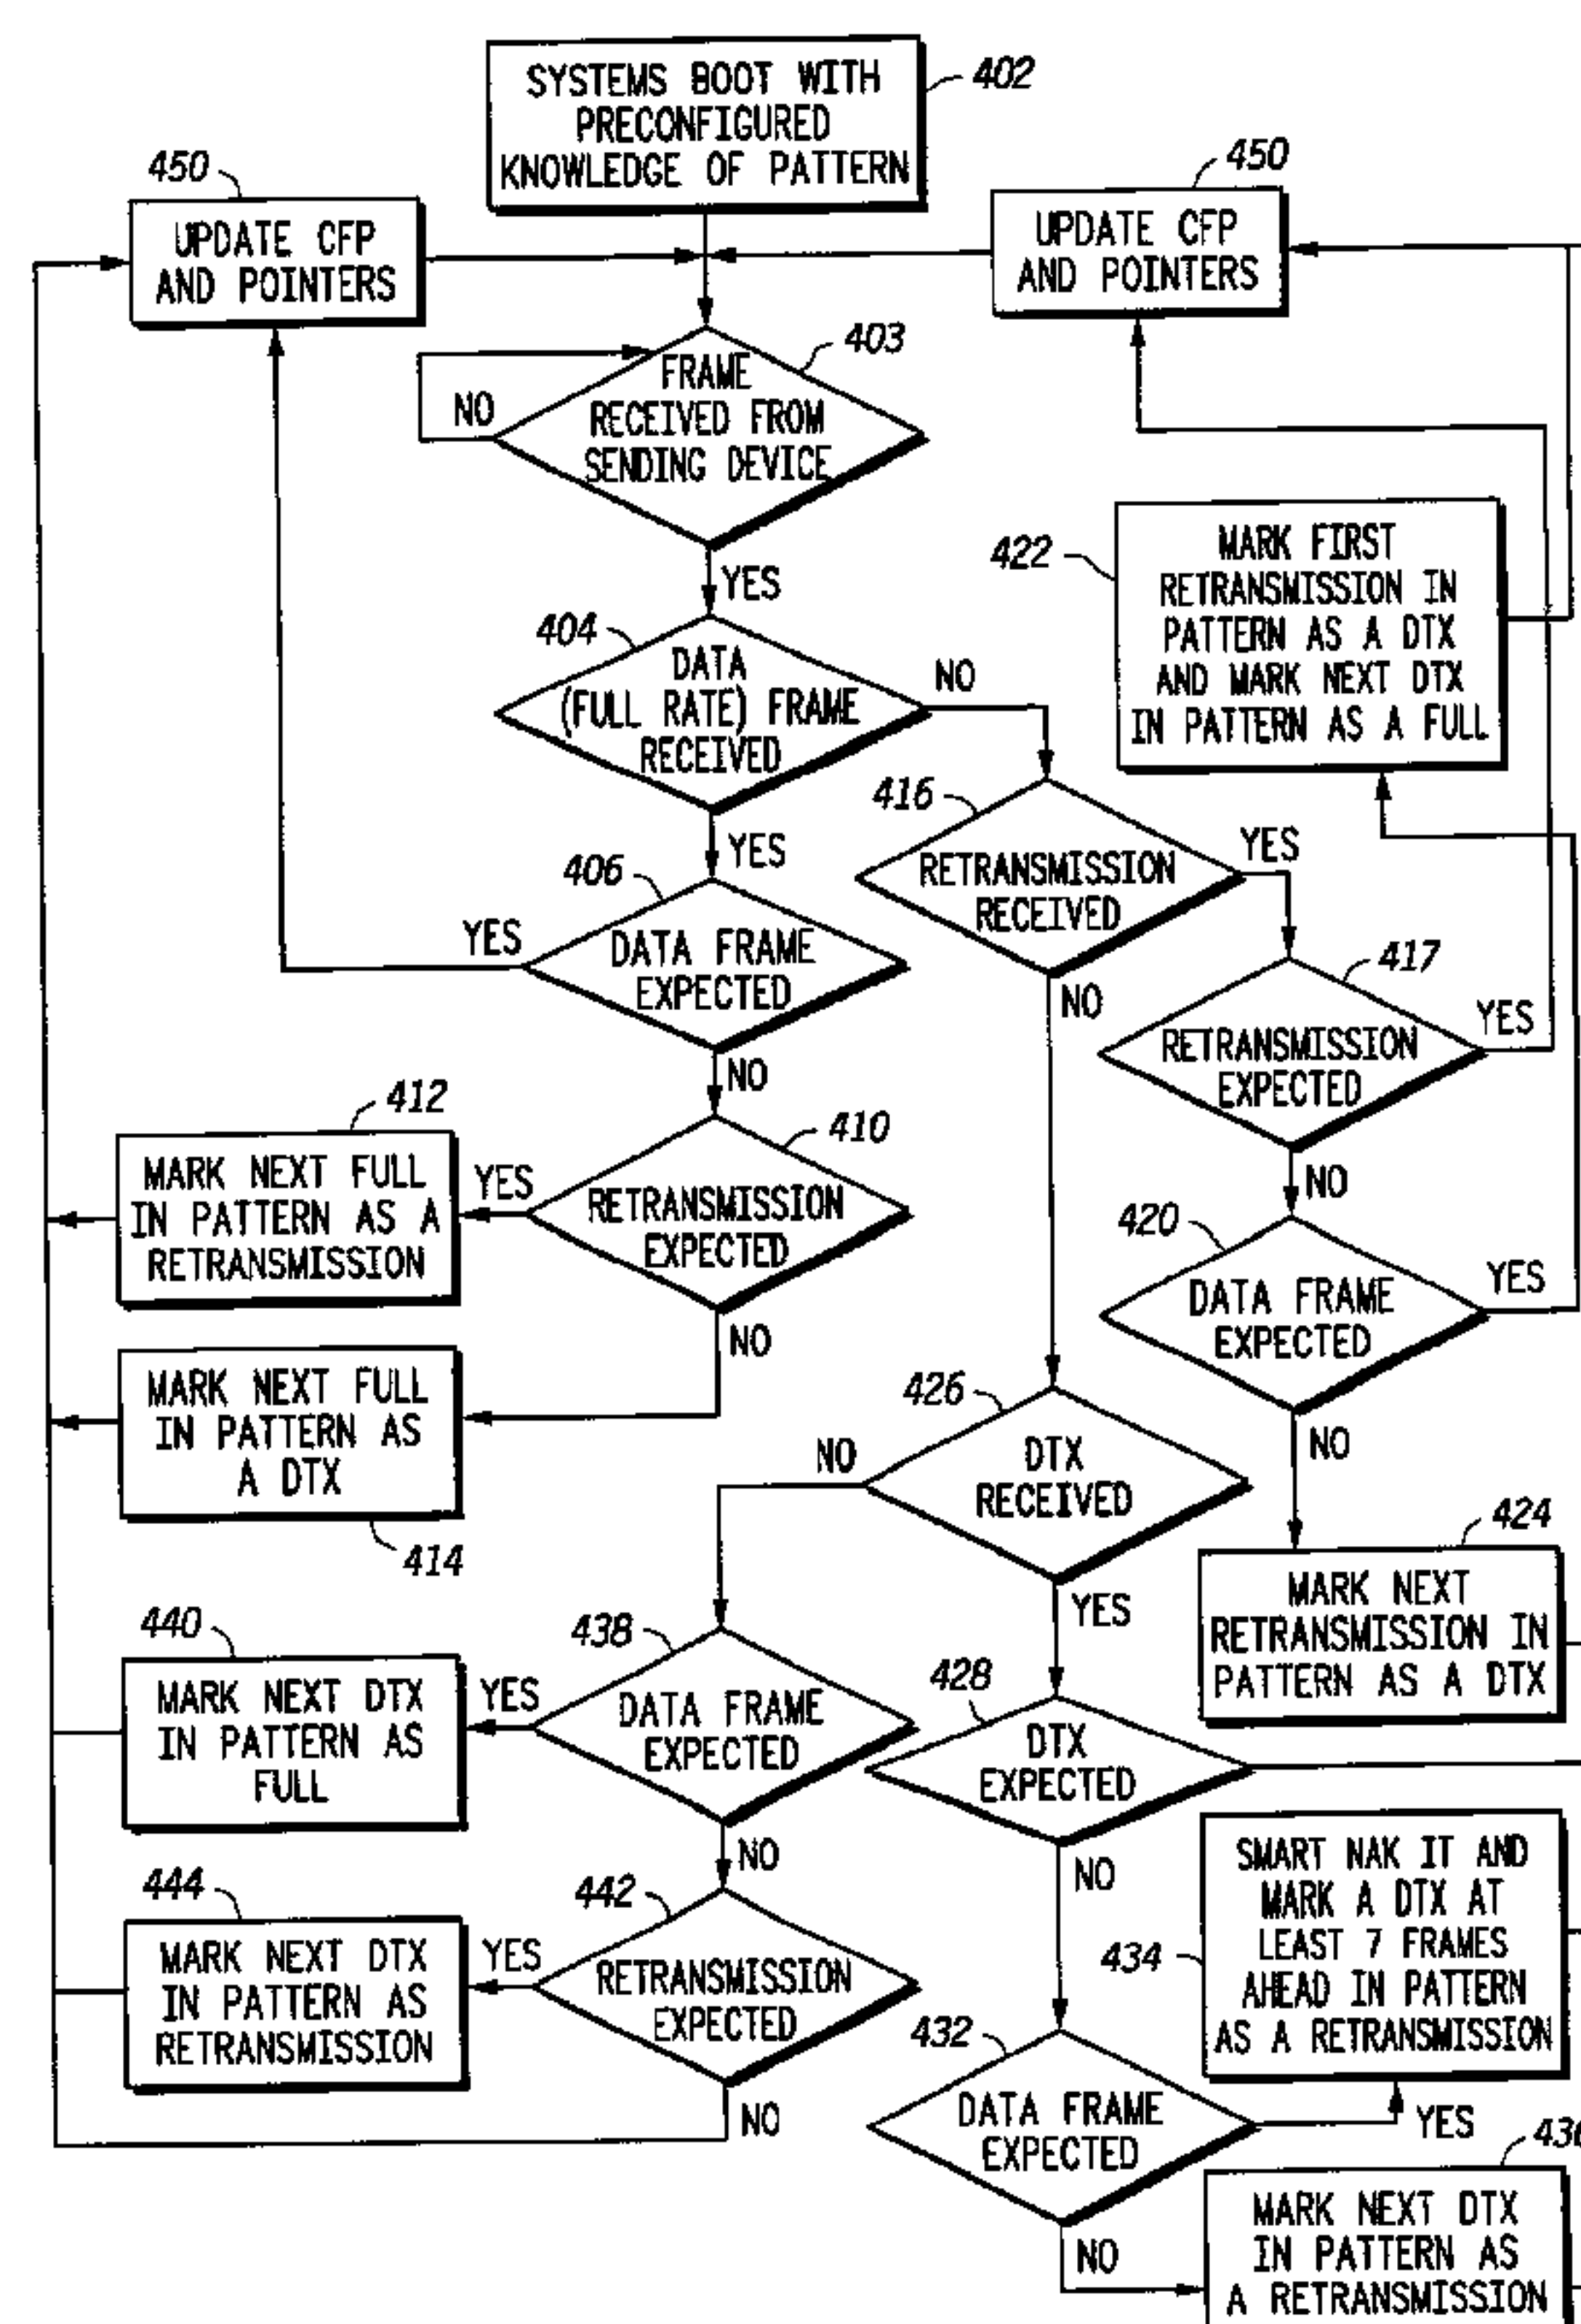 SYSTEMS BOOT WITH
PRECONFIGURED
KNOWLEDGE OF PATTERN
402
450
UPDATE CFP
AND POINTERS
450
UPDATE CFP
AND POINTERS
403
FRAME
RECEIVED FROM
SENDING DEVICE
NO
YES
404
DATA
(FULL RATE) FRAME
RECEIVED
NO
YES
422
MARK FIRST
RETRANSMISSION IN
PATTERN AS A DTX
AND MARK NEXT DTX
IN PATTERN AS A FULL
416
RETRANSMISSION
RECEIVED
YES
NO
406
DATA FRAME
EXPECTED
YES
NO
417
RETRANSMISSION
EXPECTED
YES
NO
412
MARK NEXT FULL
IN PATTERN AS A
RETRANSMISSION
410
RETRANSMISSION
EXPECTED
YES
NO
420
DATA FRAME
EXPECTED
YES
NO
MARK NEXT FULL
IN PATTERN AS
A DTX
414
426
DTX
RECEIVED
NO
YES
424
MARK NEXT
RETRANSMISSION IN
PATTERN AS A DTX
440
MARK NEXT DTX
IN PATTERN AS
FULL
438
DATA FRAME
EXPECTED
YES
NO
428
DTX
EXPECTED
NO
444
MARK NEXT DTX
IN PATTERN AS
RETRANSMISSION
442
RETRANSMISSION
EXPECTED
YES
NO
434
SMART NAK IT AND
MARK A DTX AT
LEAST 7 FRAMES
AHEAD IN PATTERN
AS A RETRANSMISSION
432
DATA FRAME
EXPECTED
YES
NO
MARK NEXT DTX
IN PATTERN AS
A RETRANSMISSION